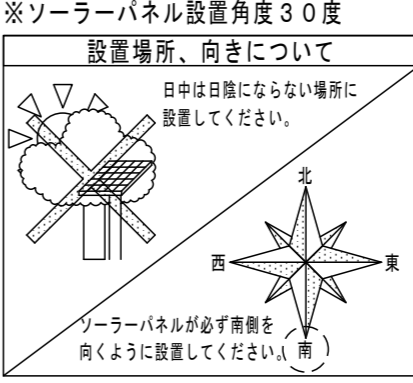 ※ソーラーパネル設置角度30度
設置場所、向きについて
日中は日陰にならない場所に
設置してください。
北
西
東
ソーラーパネルが必ず南側を
向くように設置してください。
南